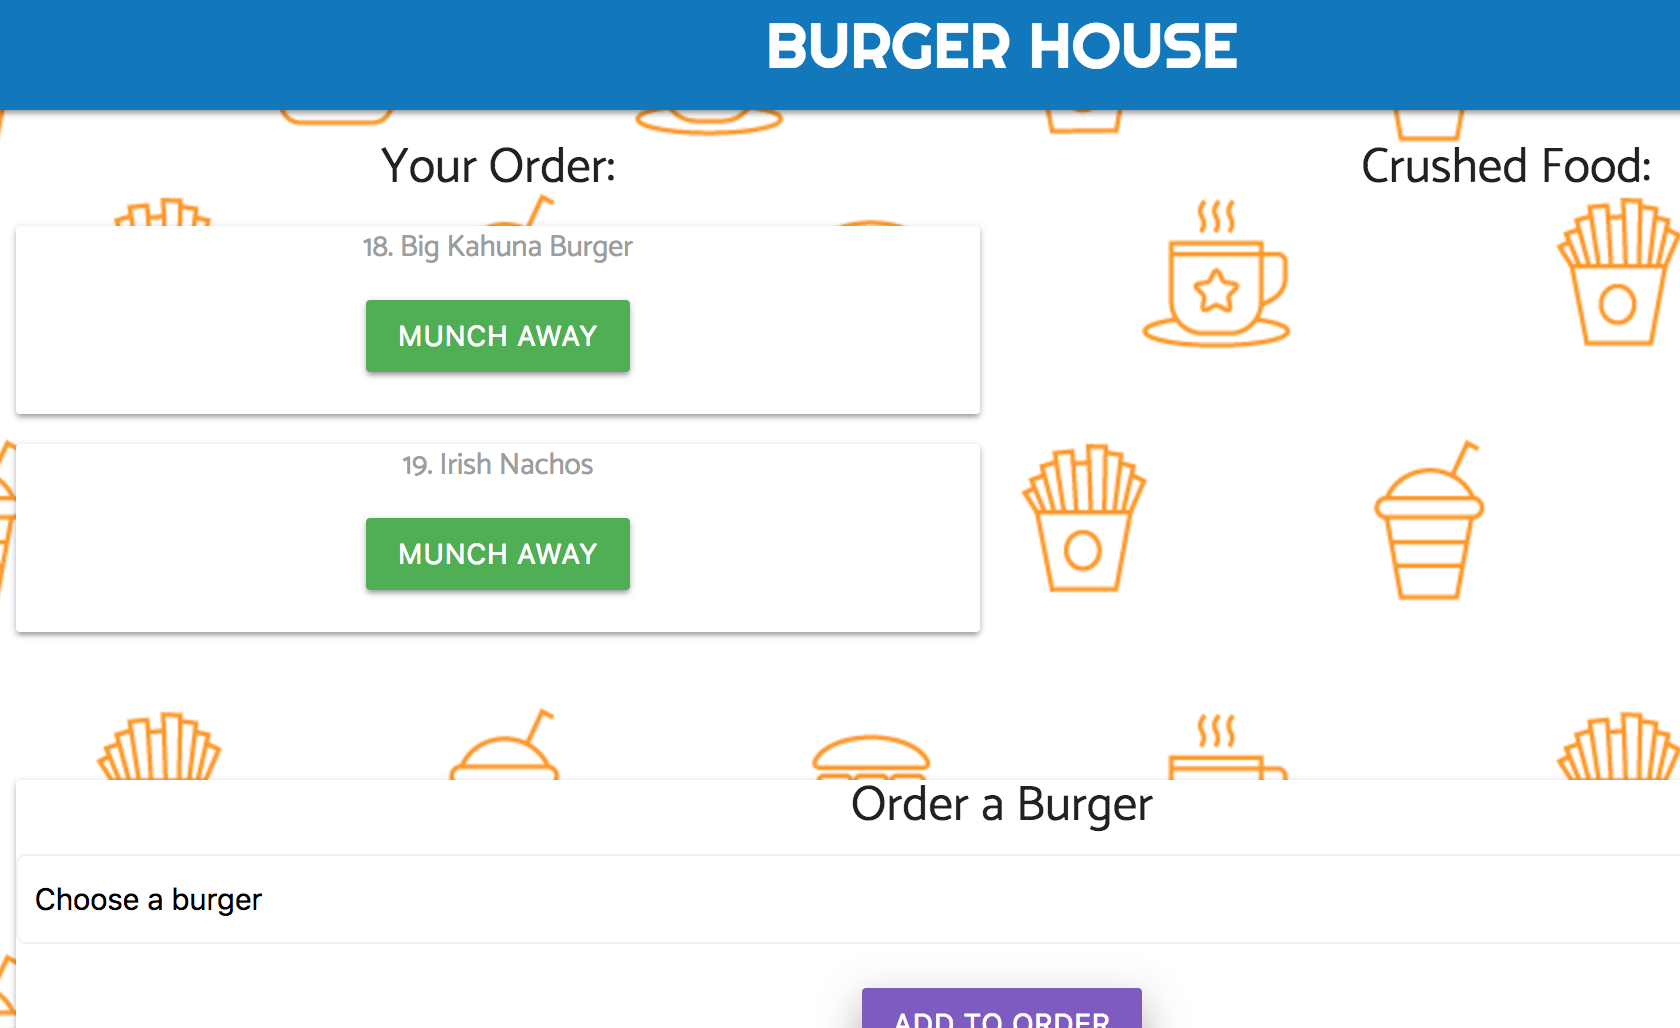 BURGER HOUSE
Your Order:
18. Big Kahuna Burger
MUNCH AWAY
19. Irish Nachos
MUNCH AWAY
Crushed Food:
Order a Burger
Choose a burger
ADD TO ORDER